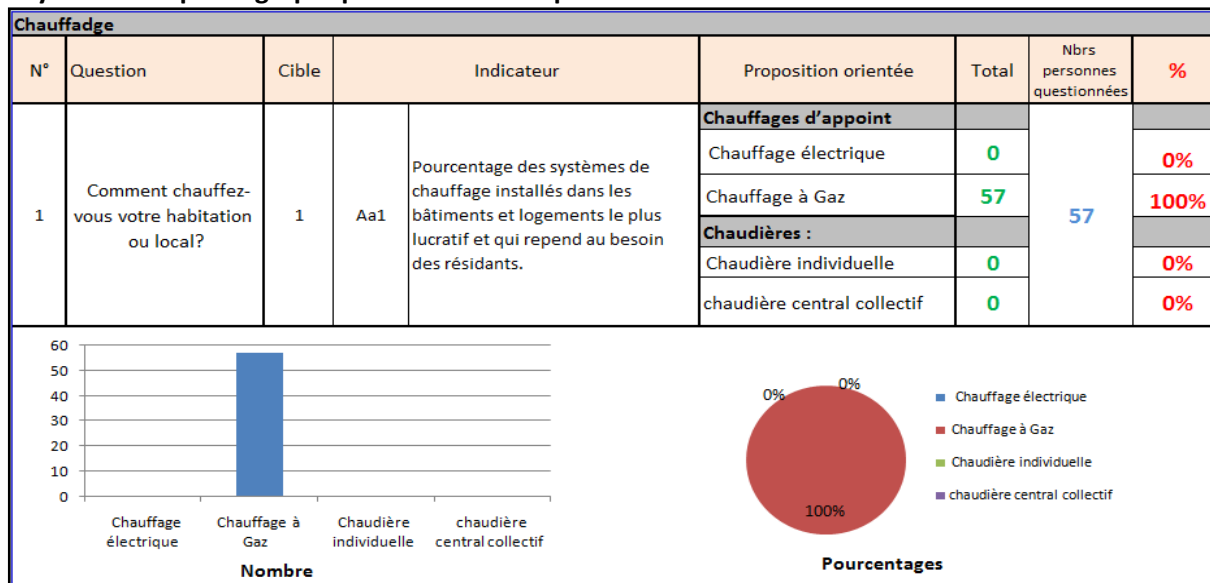 Chauffadge
N° Question Cible Indicateur Proposition orientée Total Nbrs personnes questionnées %
1
Comment chauffez-
vous votre habitation
ou local?
1
Aa1
Pourcentage des systèmes de
chauffage installés dans les
bâtiments et logements le plus
lucratif et qui repend au besoin
des résidants.
Chauffages d'appoint
Chauffage électrique 0 0%
Chauffage à Gaz 57 100%
57
Chaudières :
Chaudière individuelle 0 0%
chaudière central collectif 0 0%
60
50
40
30
20
10
0
Chauffage
électrique
Chauffage à
Gaz
Chaudière
individuelle
chaudière
central collectif
Nombre
0% 0%
100%
Chauffage électrique
Chauffage à Gaz
Chaudière individuelle
chaudière central collectif
Pourcentages